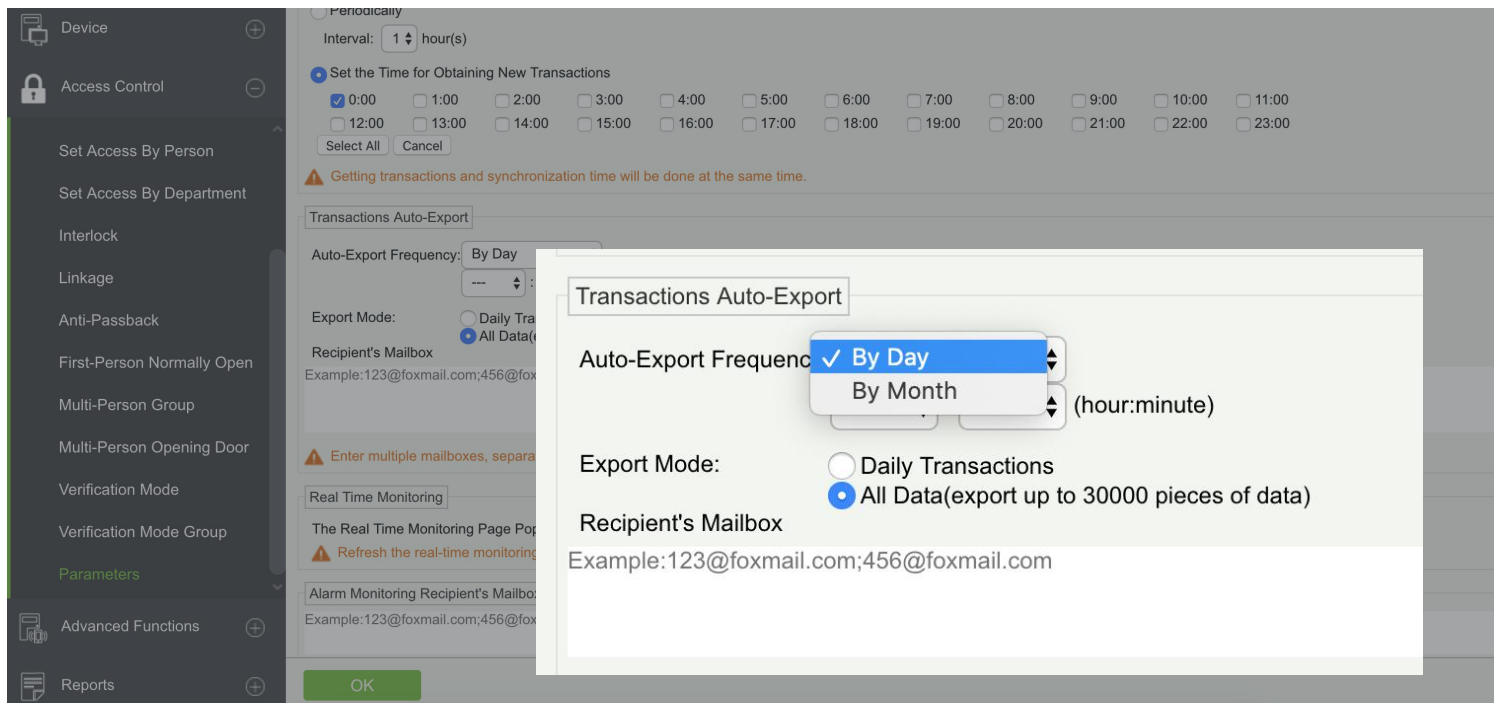 Device
Access Control
Set Access By Person
Set Access By Department
Interlock
Linkage
Anti-Passback
First-Person Normally Open
Multi-Person Group
Multi-Person Opening Door
Verification Mode
Verification Mode Group
Parameters
Advanced Functions
Reports
Periodically
Interval: 1 hour(s)
Set the Time for Obtaining New Transactions
0:00 1:00 2:00 3:00 4:00 5:00 6:00 7:00 8:00 9:00 10:00 11:00
12:00 13:00 14:00 15:00 16:00 17:00 18:00 19:00 20:00 21:00 22:00 23:00
Select All Cancel
Getting transactions and synchronization time will be done at the same time.
Transactions Auto-Export
Auto-Export Frequency: By Day
--- :
Export Mode: Daily Tra
All Data(e
Recipient's Mailbox
Example:123@foxmail.com;456@fox
Enter multiple mailboxes, separa
Real Time Monitoring
The Real Time Monitoring Page Pop
Refresh the real-time monitoring
Alarm Monitoring Recipient's Mailbo
Example:123@foxmail.com;456@fox
OK
Transactions Auto-Export
Auto-Export Frequenc ✓ By Day
By Month
(hour:minute)
Export Mode: Daily Transactions
All Data(export up to 30000 pieces of data)
Recipient's Mailbox
Example:123@foxmail.com;456@foxmail.com